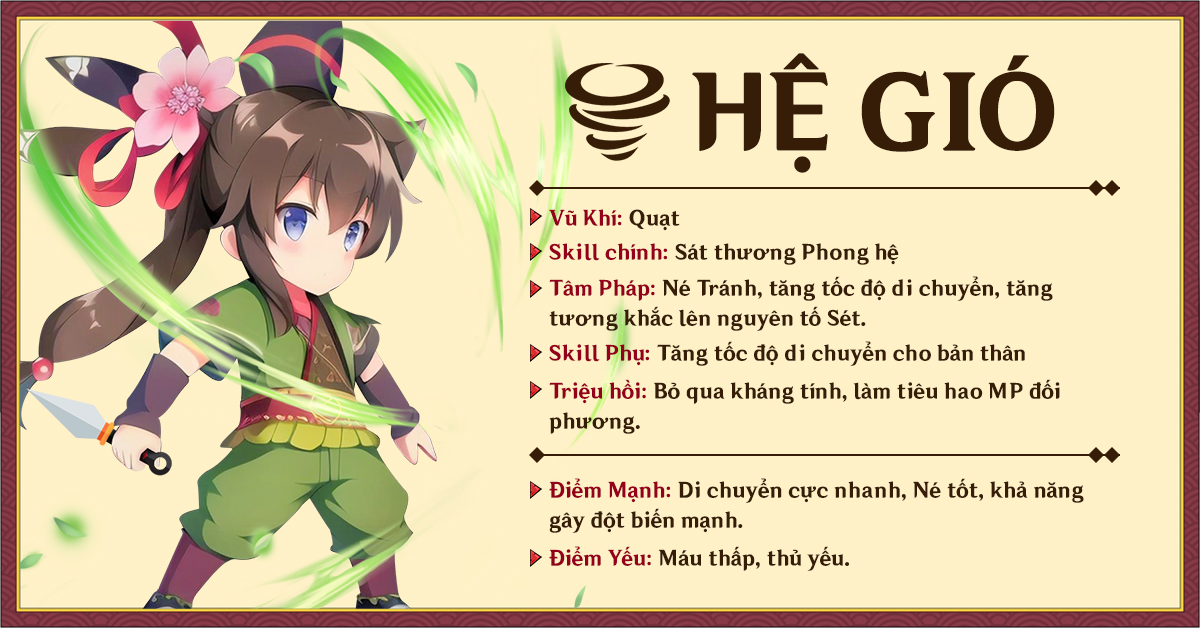 HỆ GIÓ
Vũ Khí: Quạt
Skill chính: Sát thương Phong hệ
Tâm Pháp: Né Tránh, tăng tốc độ di chuyển, tăng
tương khắc lên nguyên tố Sét.
Skill Phụ: Tăng tốc độ di chuyển cho bản thân
Triệu hồi: Bỏ qua kháng tính, làm tiêu hao MP đối
phương.
Điểm Mạnh: Di chuyển cực nhanh, Né tốt, khả năng
gây đột biến mạnh.
Điểm Yếu: Máu thấp, thủ yếu.